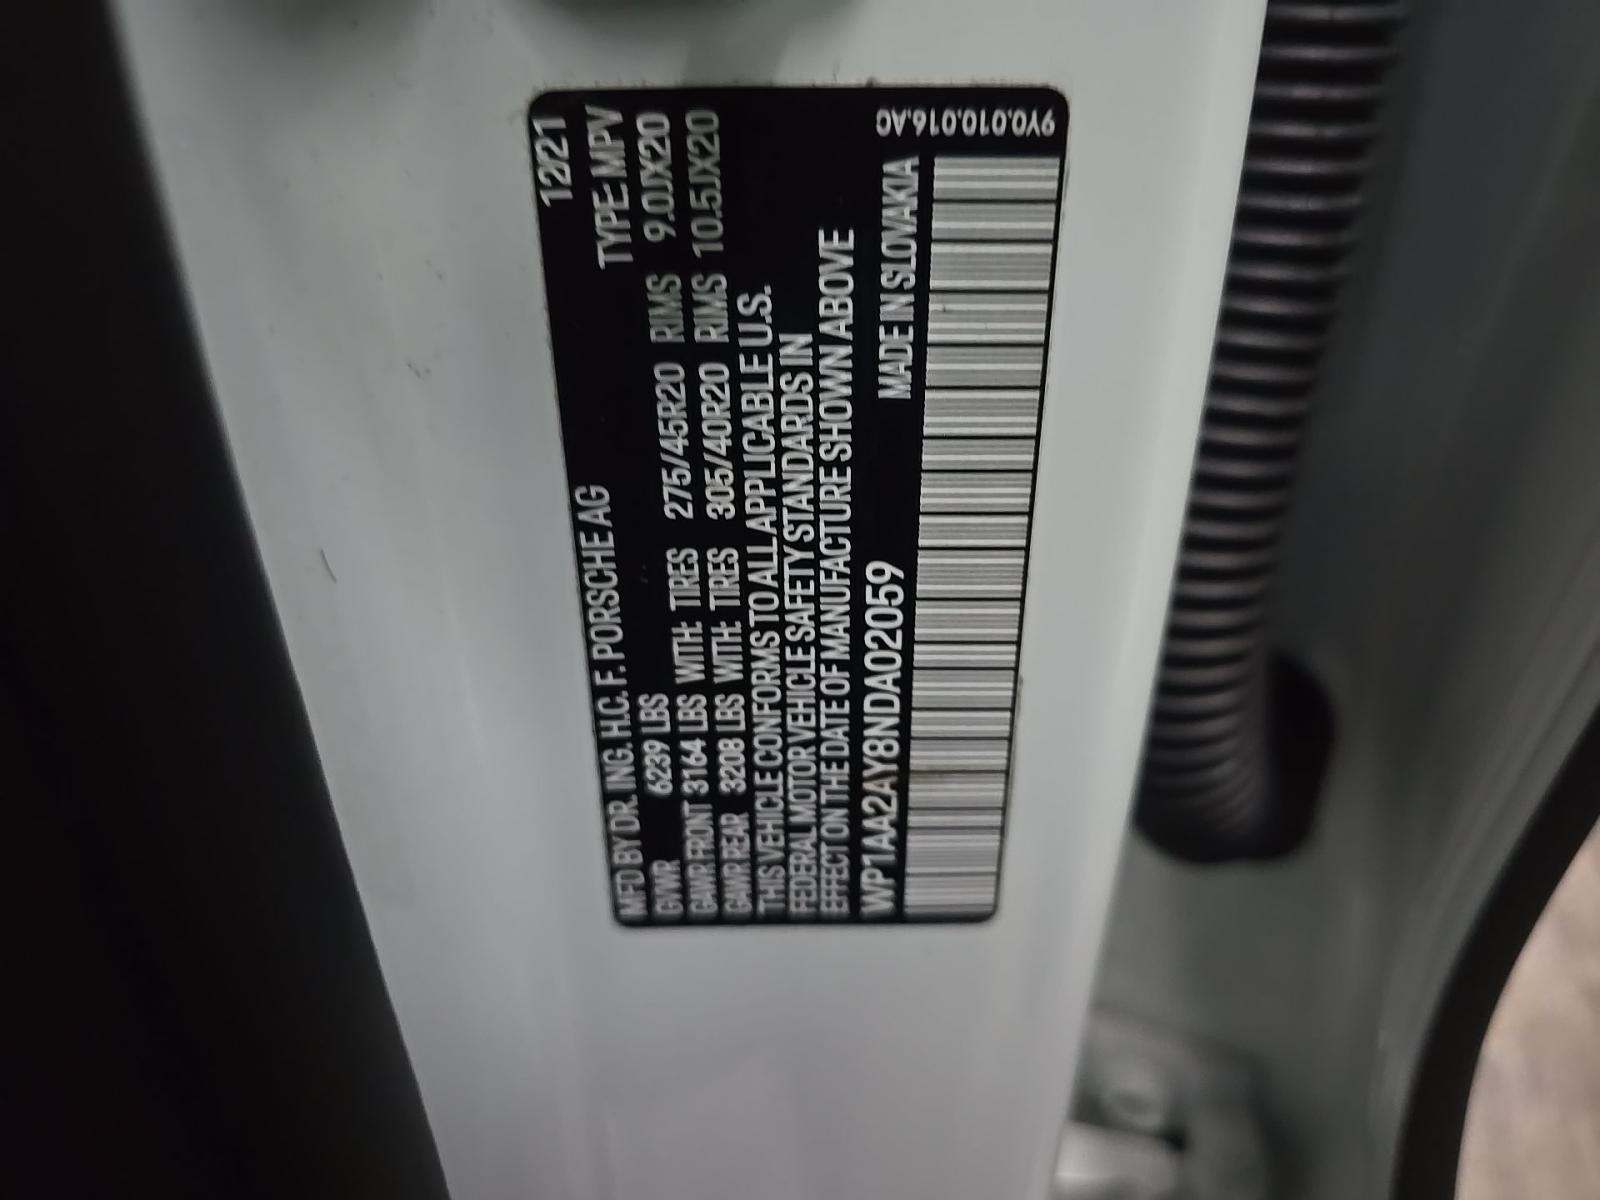 12/21
MFD BY DR. ING. H.C. F. PORSCHE AG TYPE: MPV
GVWR 6239 LBS
GAWR FRONT 3164 LBS WITH: TIRES 275/45R20 RIMS 9.0JX20
GAWR REAR 3208 LBS WITH: TIRES 305/40R20 RIMS 10.5JX20
THIS VEHICLE CONFORMS TO ALL APPLICABLE U.S.
FEDERAL MOTOR VEHICLE SAFETY STANDARDS IN
EFFECT ON THE DATE OF MANUFACTURE SHOWN ABOVE
WP1AA2AY8NDA02059 MADE IN SLOVAKIA
9Y0.010.016.AC